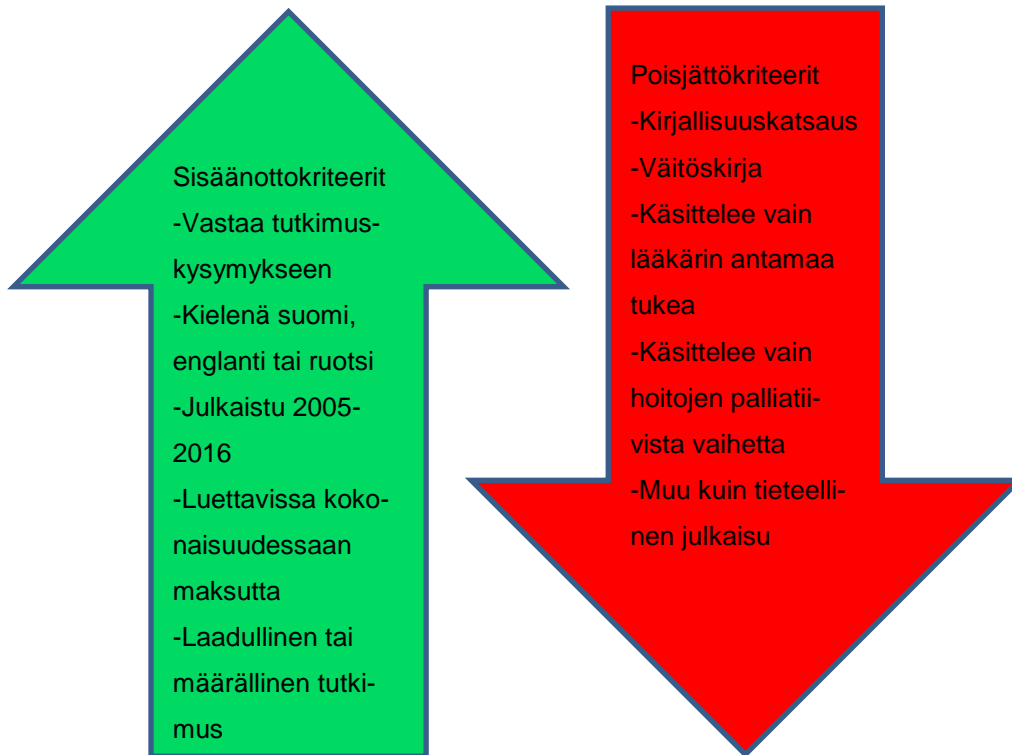 Sisäänottokriteerit
-Vastaa tutkimus-
kysymykseen
-Kielenä suomi,
englanti tai ruotsi
-Julkaistu 2005-
2016
-Luettavissa koko-
naisuudessaan
maksutta
-Laadullinen tai
määrällinen tutki-
mus
Poisjättökriteerit
-Kirjallisuuskatsaus
-Väitöskirja
-Käsittelee vain
lääkärin antamaa
tukea
-Käsittelee vain
hoitojen palliatii-
vista vaihetta
-Muu kuin tieteelli-
nen julkaisu